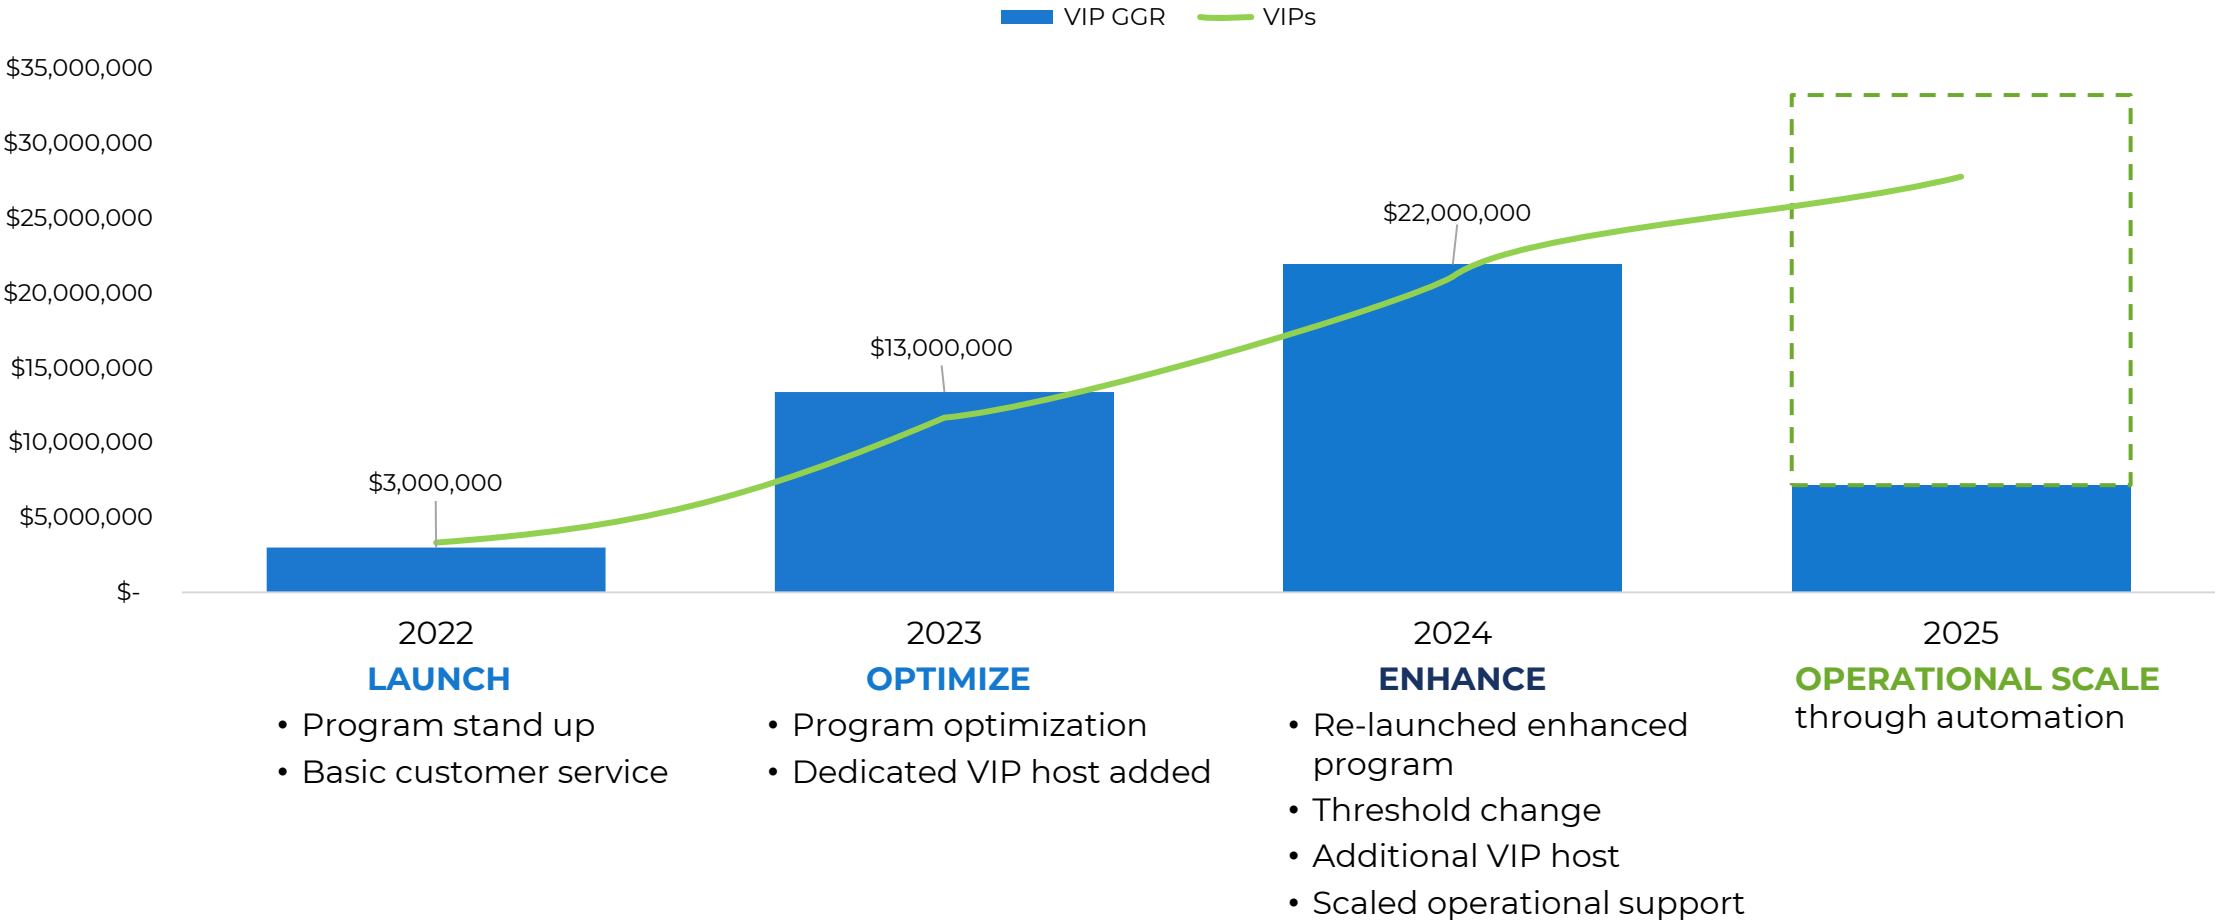 VIP GGR VIPs
$35,000,000
$30,000,000
$25,000,000
$20,000,000
$15,000,000
$10,000,000
$5,000,000
$-
$3,000,000
$13,000,000
$22,000,000
2022
LAUNCH
• Program stand up
• Basic customer service
2023
OPTIMIZE
• Program optimization
• Dedicated VIP host added
2024
ENHANCE
• Re-launched enhanced
program
• Threshold change
• Additional VIP host
• Scaled operational support
2025
OPERATIONAL SCALE
through automation